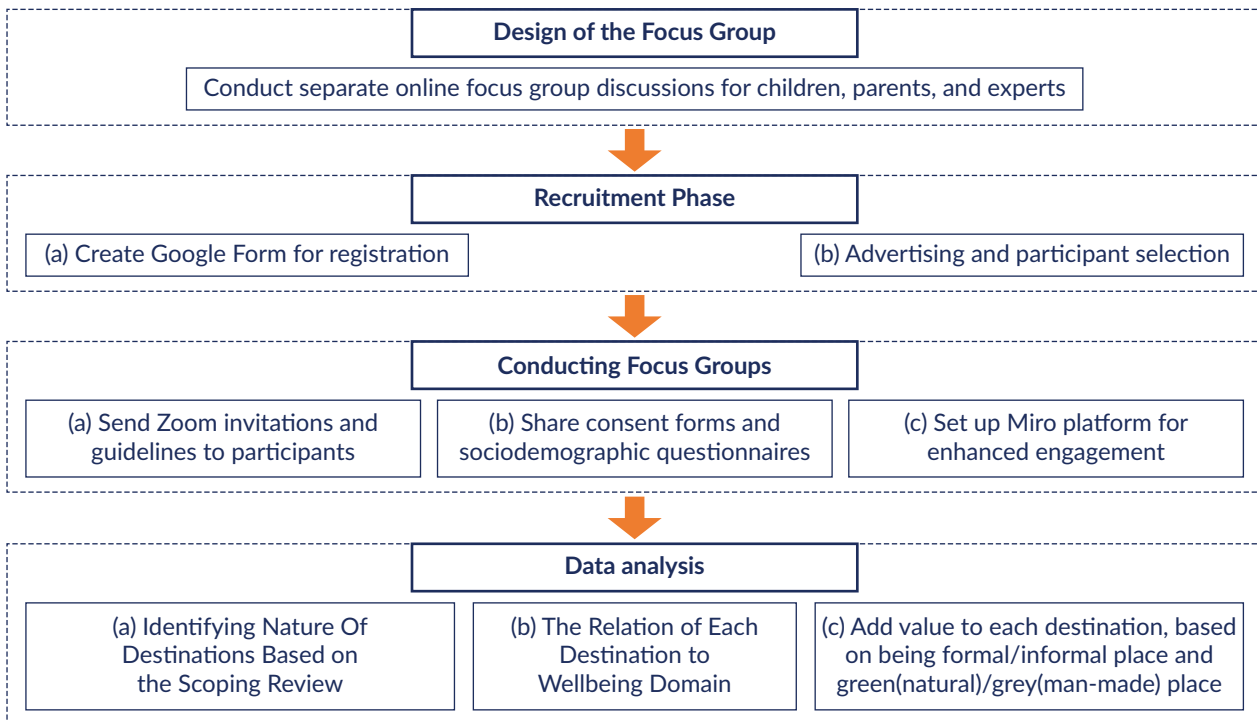 Design of the Focus Group
Conduct separate online focus group discussions for children, parents, and experts
Recruitment Phase
(a) Create Google Form for registration
(b) Advertising and participant selection
Conducting Focus Groups
(a) Send Zoom invitations and
guidelines to participants
(b) Share consent forms and
sociodemographic questionnaires
(c) Set up Miro platform for
enhanced engagement
Data analysis
(a) Identifying Nature Of
Destinations Based on
the Scoping Review
(b) The Relation of Each
Destination to
Wellbeing Domain
(c) Add value to each destination, based
on being formal/informal place and
green(natural)/grey(man-made) place